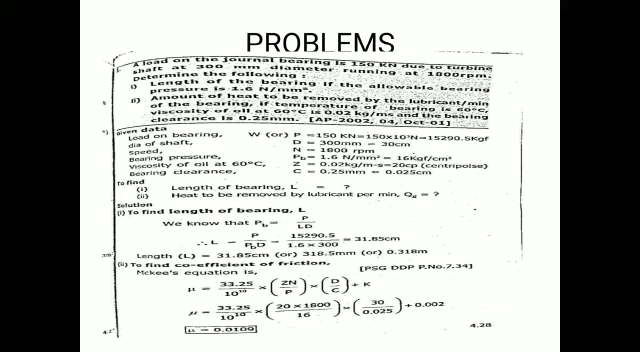 PROBLEMS
A load on the journal bearing is 150 KN due to turbine
shaft at 300 mm diameter running at 1800rpm.
Determine the following :
i) Length of the bearing if the allowable bearing
pressure is 1.6 N/mm².
ii) Amount of heat to be removed by the lubricant/min
of the bearing, if temperature of bearing is 60°C,
viscosity of oil at 60°C is 0.02 kg/ms and the bearing
clearance is 0.25mm. [AP-2002, 04, Oct-01]
Given data
Load on bearing, W (or) P =150 KN=150x10³N=15290.5Kgf
dia of shaft, D = 300mm = 30cm
Speed, N = 1800 rpm
Bearing pressure, Pb= 1.6 N/mm² = 16Kgf/cm²
Viscosity of oil at 60°C, Z = 0.02kg/m-s=20cp (centripoise)
Bearing clearance, C = 0.25mm = 0.025cm
To find
(i) Length of bearing, L = ?
(ii) Heat to be removed by lubricant per min, Qg = ?
Solution
(i) To find length of bearing, L
We know that Pb = P/LD
∴ L = P/PbD = 15290.5/1.6 x 300 = 31.85cm
Length (L) = 31.85cm (or) 318.5mm (or) 0.318m
(ii) To find co-efficient of friction,
Mckee's equation is, [PSG DDP P.No.7.34]
μ = 33.25/10¹⁰ × (ZN/P) × (D/C) + K
μ = 33.25/10¹⁰ × (20 x 1800/16) × (30/0.025) + 0.002
μ = 0.0109
4.28